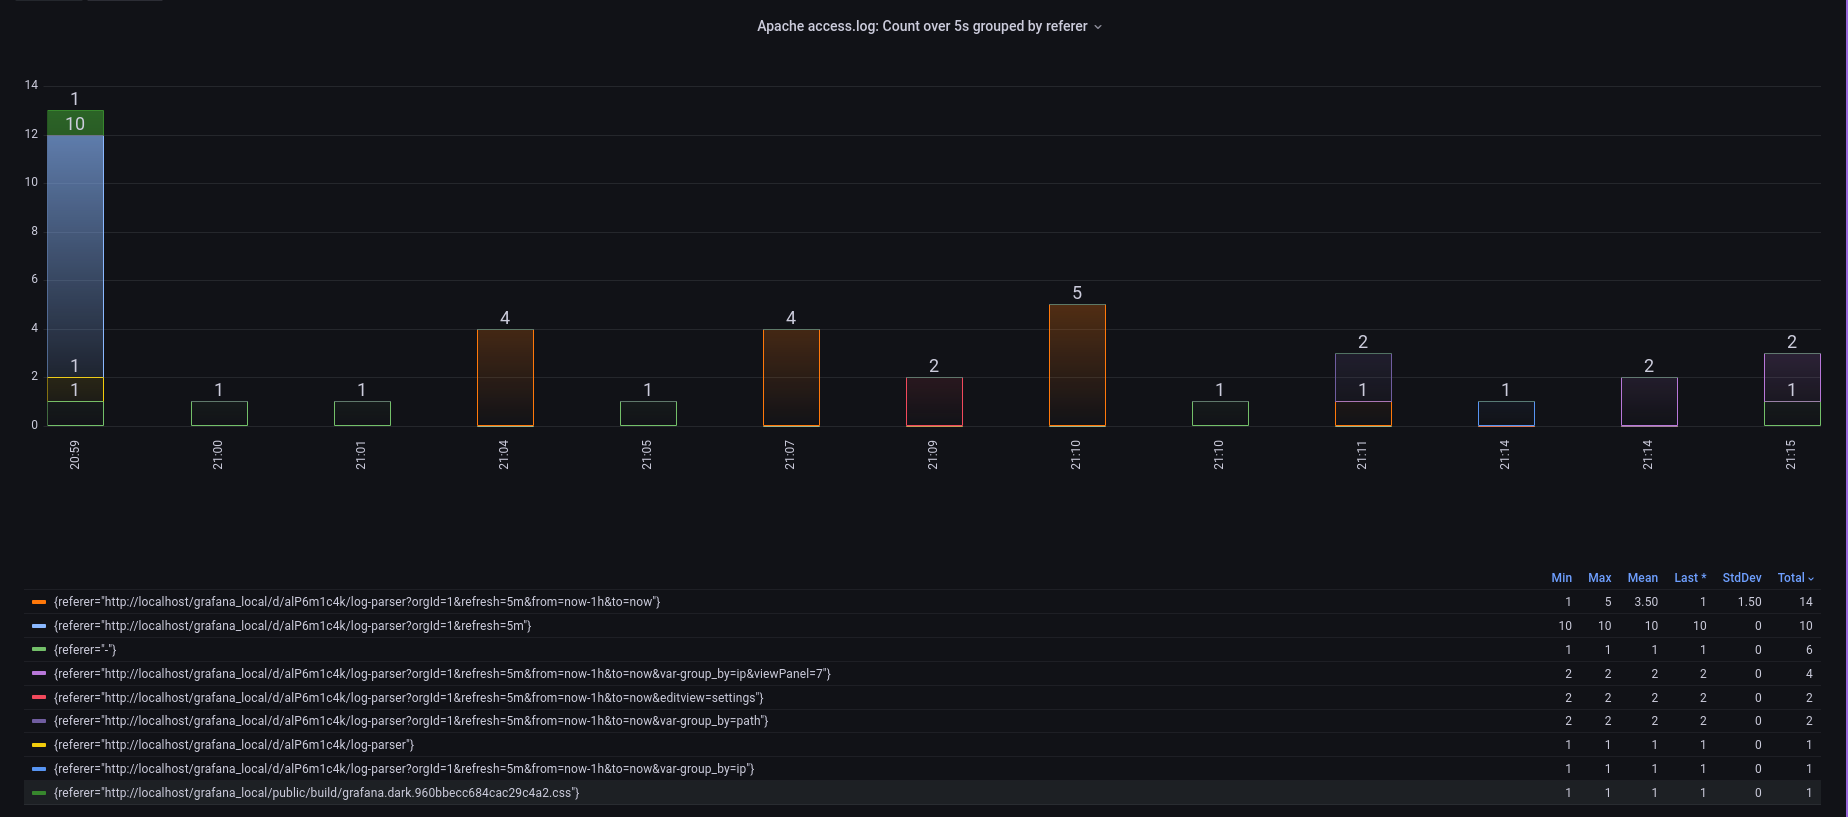 Apache access.log: Count over 5s grouped by referer
14
12
10
8
6
4
2
0
1
10
1
1
1
1
4
1
4
2
5
1
2
1
1
2
2
1
20:59 21:00 21:01 21:04 21:05 21:07 21:09 21:10 21:10 21:11 21:14 21:14 21:15
Min Max Mean Last * StdDev Total
{referer="http://localhost/grafana_local/d/alP6m1c4k/log-parser?orgId=1&refresh=5m&from=now-1h&to=now"} 1 5 3.50 1 1.50 14
{referer="http://localhost/grafana_local/d/alP6m1c4k/log-parser?orgId=1&refresh=5m"} 10 10 10 10 0 10
{referer="-"} 1 1 1 1 0 6
{referer="http://localhost/grafana_local/d/alP6m1c4k/log-parser?orgId=1&refresh=5m&from=now-1h&to=now&var-group_by=ip&viewPanel=7"} 2 2 2 2 0 4
{referer="http://localhost/grafana_local/d/alP6m1c4k/log-parser?orgId=1&refresh=5m&from=now-1h&to=now&editview=settings"} 2 2 2 2 0 2
{referer="http://localhost/grafana_local/d/alP6m1c4k/log-parser?orgId=1&refresh=5m&from=now-1h&to=now&var-group_by=path"} 2 2 2 2 0 2
{referer="http://localhost/grafana_local/d/alP6m1c4k/log-parser"} 1 1 1 1 0 1
{referer="http://localhost/grafana_local/d/alP6m1c4k/log-parser?orgId=1&refresh=5m&from=now-1h&to=now&var-group_by=ip"} 1 1 1 1 0 1
{referer="http://localhost/grafana_local/public/build/grafana.dark.960bbecc684cac29c4a2.css"} 1 1 1 1 0 1